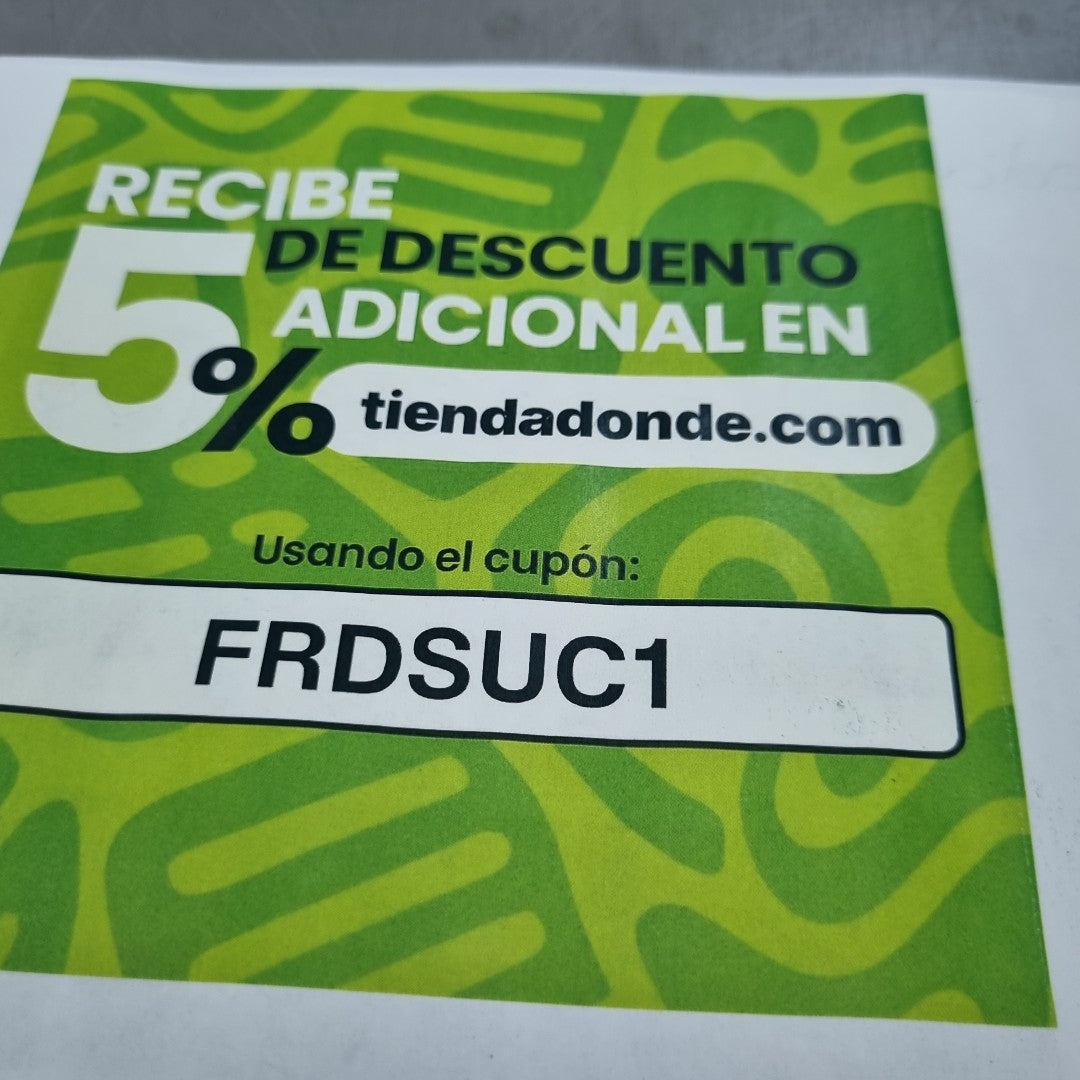 RECIBE
5% DE DESCUENTO
ADICIONAL EN
tiendadonde.com
Usando el cupón:
FRDSUC1